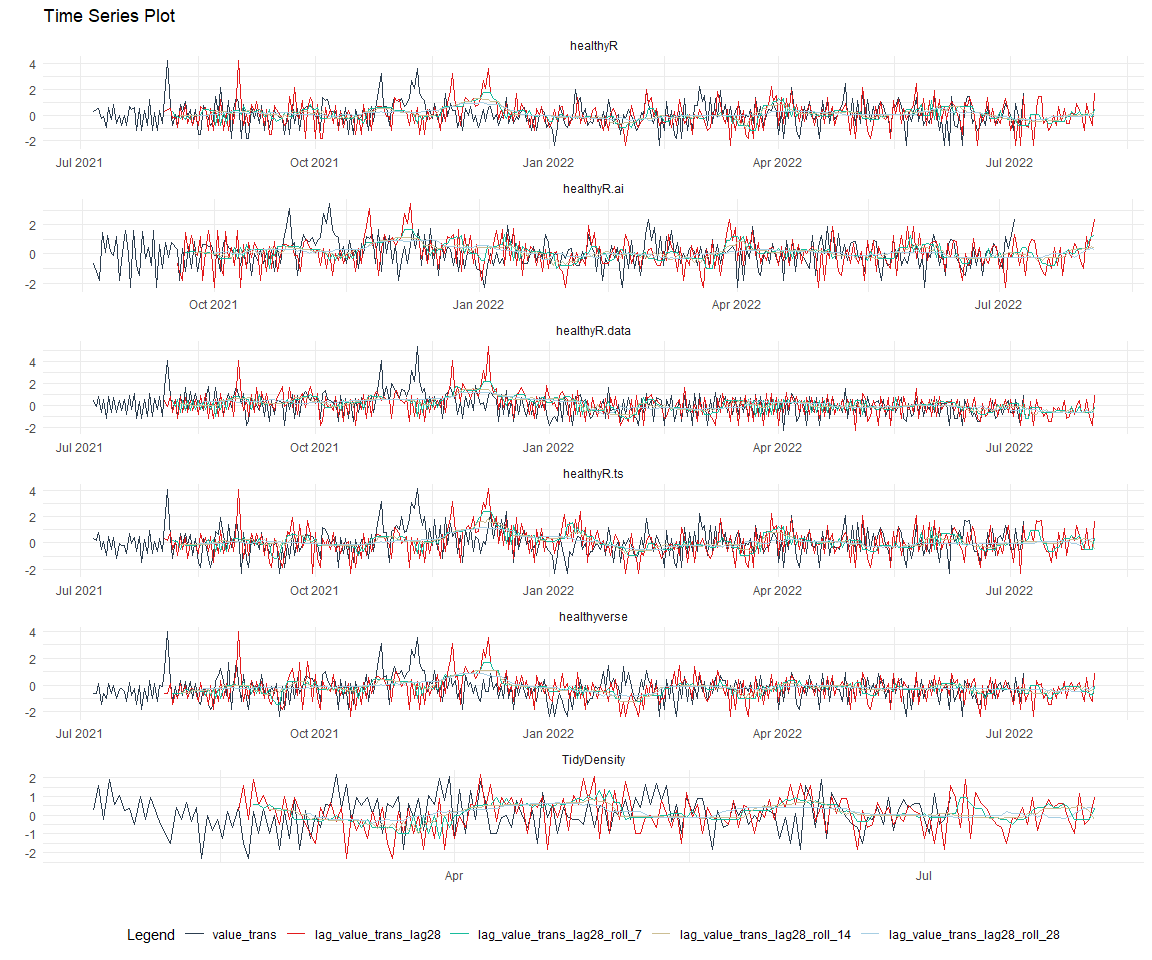 Time Series Plot
healthyR
4
2
0
-2
Jul 2021 Oct 2021 Jan 2022 Apr 2022 Jul 2022
healthyR.ai
2
0
-2
Oct 2021 Jan 2022 Apr 2022 Jul 2022
healthyR.data
4
2
0
-2
Jul 2021 Oct 2021 Jan 2022 Apr 2022 Jul 2022
healthyR.ts
4
2
0
-2
Jul 2021 Oct 2021 Jan 2022 Apr 2022 Jul 2022
healthyverse
4
2
0
-2
Jul 2021 Oct 2021 Jan 2022 Apr 2022 Jul 2022
TidyDensity
2
1
0
-1
-2
Apr Jul
Legend value_trans lag_value_trans_lag28 lag_value_trans_lag28_roll_7 lag_value_trans_lag28_roll_14 lag_value_trans_lag28_roll_28